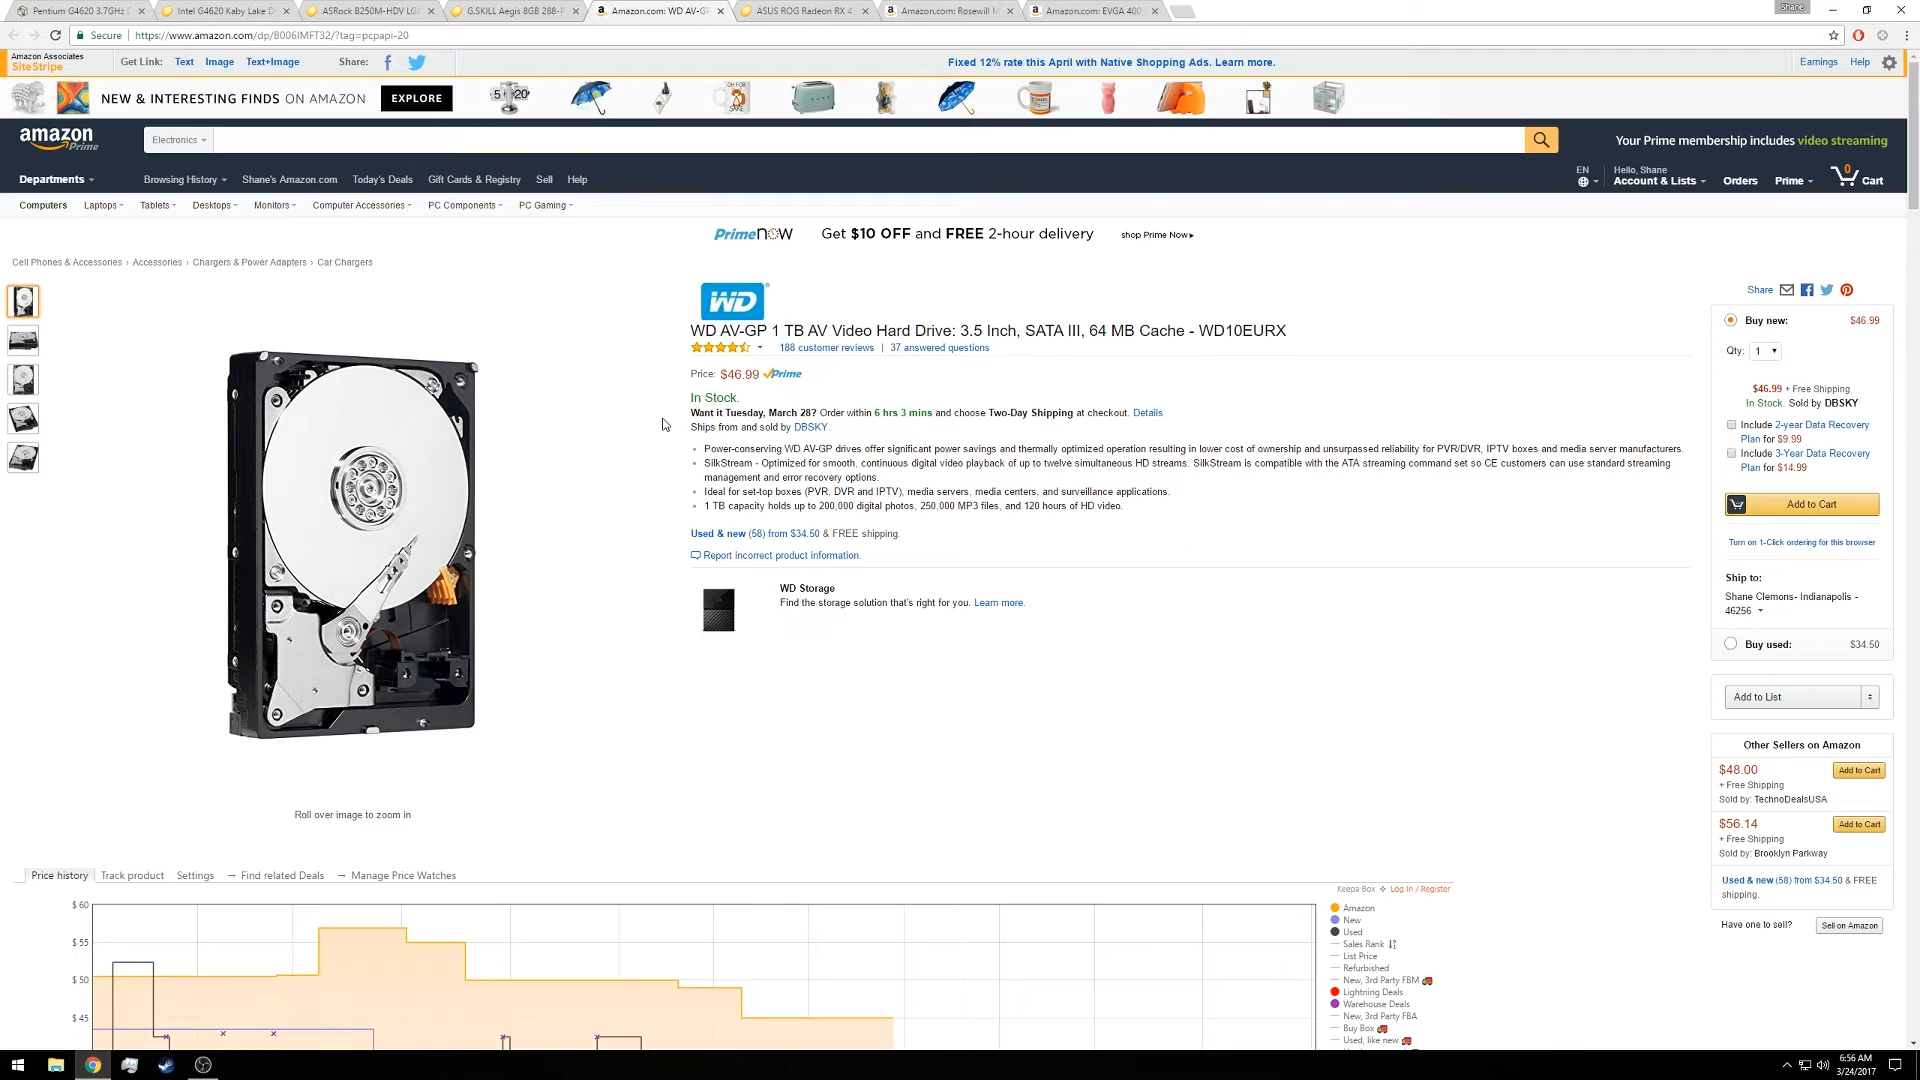 Pentium G4620 3.7GHz D
Intel G4620 Kaby Lake D
ASRock B250M-HDV LGA
G.SKILL Aegis 8GB 288-P
Amazon.com: WD AV-GP
ASUS ROG Radeon RX 4
Amazon.com: Rosewill M
Amazon.com: EVGA 400
Shane
Secure
https://www.amazon.com/dp/B006IMFT32/?tag=pcpapi-20
Amazon Associates
SiteStripe
Get Link: Text Image Text+Image Share:
Fixed 12% rate this April with Native Shopping Ads. Learn more.
Earnings Help
NEW & INTERESTING FINDS ON AMAZON EXPLORE
amazon
Prime
Electronics
Your Prime membership includes video streaming
Departments
Browsing History Shane's Amazon.com Today's Deals Gift Cards & Registry Sell Help
EN
Hello, Shane
Account & Lists Orders Prime 0 Cart
Computers Laptops Tablets Desktops Monitors Computer Accessories PC Components PC Gaming
PrimeNOW Get $10 OFF and FREE 2-hour delivery shop Prime Now
Cell Phones & Accessories › Accessories › Chargers & Power Adapters › Car Chargers
WD
WD AV-GP 1 TB AV Video Hard Drive: 3.5 Inch, SATA III, 64 MB Cache - WD10EURX
188 customer reviews | 37 answered questions
Price: $46.99 Prime
In Stock.
Want it Tuesday, March 28? Order within 6 hrs 3 mins and choose Two-Day Shipping at checkout. Details
Ships from and sold by DBSKY.
Power-conserving WD AV-GP drives offer significant power savings and thermally optimized operation resulting in lower cost of ownership and unsurpassed reliability for PVR/DVR, IPTV boxes and media server manufacturers.
SilkStream - Optimized for smooth, continuous digital video playback of up to twelve simultaneous HD streams. SilkStream is compatible with the ATA streaming command set so CE customers can use standard streaming
management and error recovery options.
Ideal for set-top boxes (PVR, DVR and IPTV), media servers, media centers, and surveillance applications.
1 TB capacity holds up to 200,000 digital photos, 250,000 MP3 files, and 120 hours of HD video.
Used & new (58) from $34.50 & FREE shipping.
Report incorrect product information.
WD Storage
Find the storage solution that's right for you. Learn more.
Roll over image to zoom in
Share
Buy new: $46.99
Qty: 1
$46.99 + Free Shipping
In Stock. Sold by DBSKY
Include 2-year Data Recovery
Plan for $9.99
Include 3-Year Data Recovery
Plan for $14.99
Add to Cart
Turn on 1-Click ordering for this browser
Ship to:
Shane Clemons- Indianapolis -
46256
Buy used: $34.50
Add to List
Other Sellers on Amazon
$48.00 Add to Cart
+ Free Shipping
Sold by: TechnoDealsUSA
$56.14 Add to Cart
+ Free Shipping
Sold by: Brooklyn Parkway
Used & new (58) from $34.50 & FREE
shipping.
Have one to sell? Sell on Amazon
Price history Track product Settings → Find related Deals → Manage Price Watches
Keepa Box Log In / Register
$ 60
$ 55
$ 50
$ 45
Amazon
New
Used
Sales Rank
List Price
Refurbished
New, 3rd Party FBM
Lightning Deals
Warehouse Deals
New, 3rd Party FBA
Buy Box
Used, like new
6:56 AM
3/24/2017